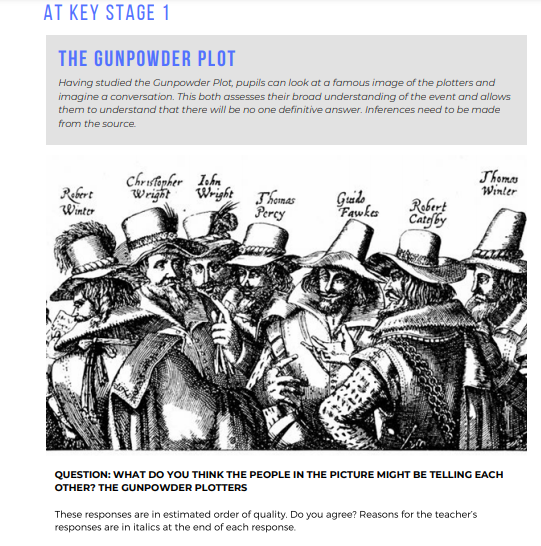 AT KEY STAGE 1
THE GUNPOWDER PLOT
Having studied the Gunpowder Plot, pupils can look at a famous image of the plotters and
imagine a conversation. This both assesses their broad understanding of the event and allows
them to understand that there will be no one definitive answer. Inferences need to be made
from the source.
Robert Winter
Christopher Wright
Iohn Wright
Thomas Percy
Guido Fawkes
Robert Catesby
Thomas Winter
QUESTION: WHAT DO YOU THINK THE PEOPLE IN THE PICTURE MIGHT BE TELLING EACH
OTHER? THE GUNPOWDER PLOTTERS
These responses are in estimated order of quality. Do you agree? Reasons for the teacher's
responses are in italics at the end of each response.